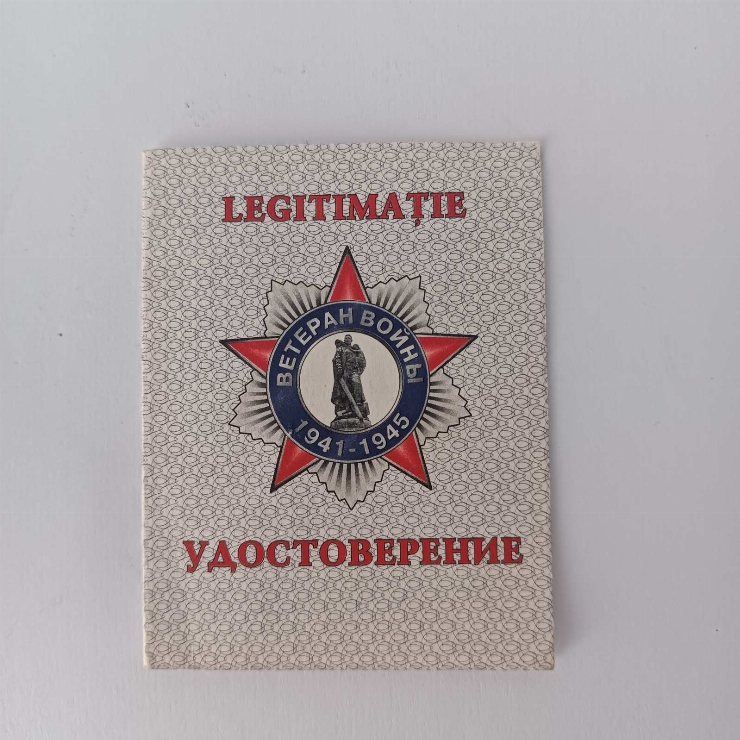 LEGITIMAȚIE
ВЕТЕРАН ВОЙНЫ
1941-1945
УДОСТОВЕРЕНИЕ